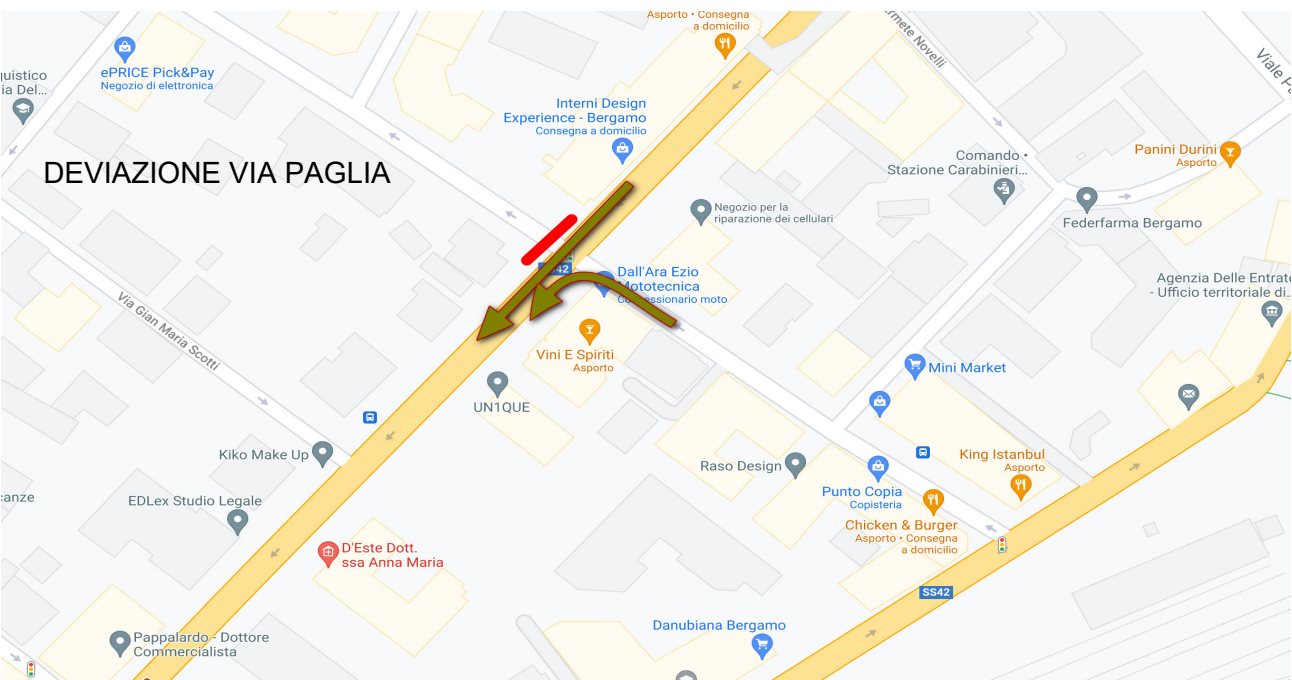 Asporto • Consegna
a domicilio
ePRICE Pick&Pay
Negozio di elettronica
Interni Design
Experience - Bergamo
Consegna a domicilio
DEVIAZIONE VIA PAGLIA
Comando •
Stazione Carabinieri...
Panini Durini
Asporto
Negozio per la
riparazione dei cellulari
Federfarma Bergamo
Dall'Ara Ezio
Mototecnica
Concessionario moto
Agenzia Delle Entrate
- Ufficio territoriale di...
Via Gian Maria Scotti
Vini E Spiriti
Asporto
Mini Market
UN1QUE
Kiko Make Up
Raso Design
King Istanbul
Asporto
Punto Copia
Copisteria
EDLex Studio Legale
Chicken & Burger
Asporto • Consegna
a domicilio
D'Este Dott.
ssa Anna Maria
SS42
Danubiana Bergamo
Pappalardo - Dottore
Commercialista